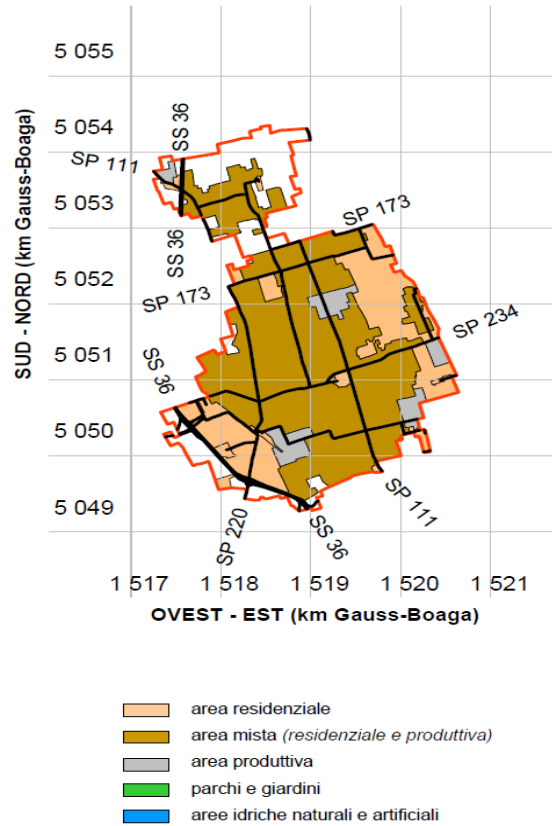 5 055
5 054
SS 36
SP 111
5 053
SP 173
SS 36
5 052
SP 173
SP 234
5 051
SS 36
5 050
SP 111
5 049
SP 220
SS 36
SUD - NORD (km Gauss-Boaga)
1 517
1 518
1 519
1 520
1 521
OVEST - EST (km Gauss-Boaga)
area residenziale
area mista (residenziale e produttiva)
area produttiva
parchi e giardini
aree idriche naturali e artificiali